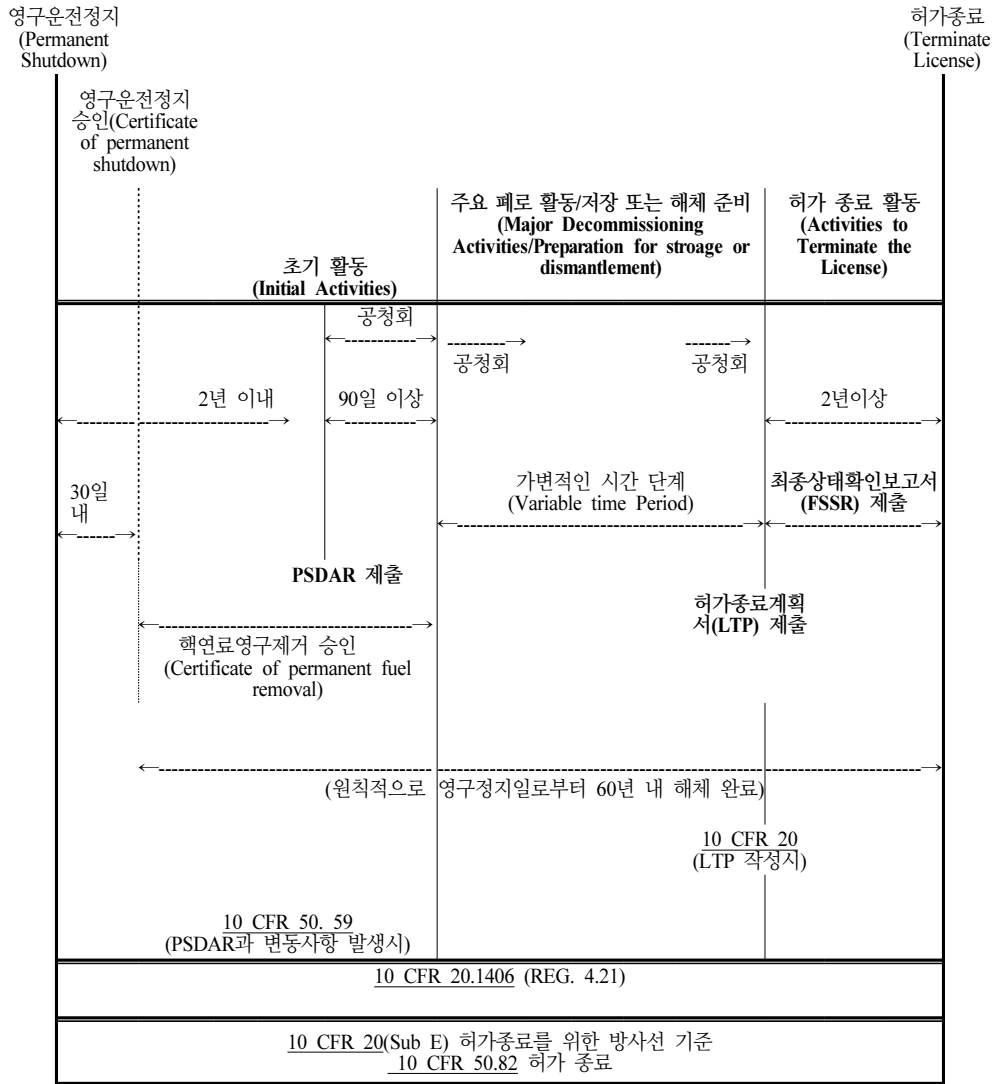 영구운전정지
(Permanent
Shutdown)
허가종료
(Terminate
License)
영구운전정지
승인(Certificate
of permanent
shutdown)
초기 활동
(Initial Activities)
주요 폐로 활동/저장 또는 해체 준비
(Major Decommissioning
Activities/Preparation for stroage or
dismantlement)
허가 종료 활동
(Activities to
Terminate the
License)
공청회
공청회
공청회
2년 이내
90일 이상
2년이상
30일
내
가변적인 시간 단계
(Variable time Period)
최종상태확인보고서
(FSSR) 제출
PSDAR 제출
허가종료계획
서(LTP) 제출
핵연료영구제거 승인
(Certificate of permanent fuel
removal)
(원칙적으로 영구정지일로부터 60년 내 해체 완료)
10 CFR 20
(LTP 작성시)
10 CFR 50. 59
(PSDAR과 변동사항 발생시)
10 CFR 20.1406 (REG. 4.21)
10 CFR 20(Sub E) 허가종료를 위한 방사선 기준
10 CFR 50.82 허가 종료